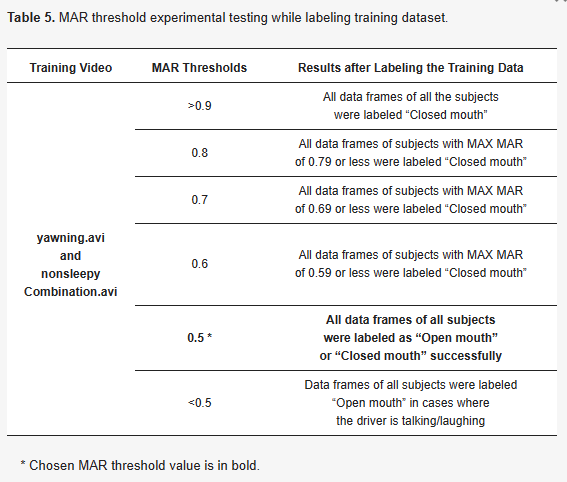 Table 5. MAR threshold experimental testing while labeling training dataset.
Training Video MAR Thresholds Results after Labeling the Training Data
yawning.avi
and
nonsleepy
Combination.avi
>0.9
All data frames of all the subjects
were labeled “Closed mouth”
0.8
All data frames of subjects with MAX MAR
of 0.79 or less were labeled “Closed mouth”
0.7
All data frames of subjects with MAX MAR
of 0.69 or less were labeled “Closed mouth”
0.6
All data frames of subjects with MAX MAR
of 0.59 or less were labeled “Closed mouth”
0.5 *
All data frames of all subjects
were labeled as “Open mouth”
or “Closed mouth” successfully
<0.5
Data frames of all subjects were labeled
“Open mouth” in cases where
the driver is talking/laughing
* Chosen MAR threshold value is in bold.